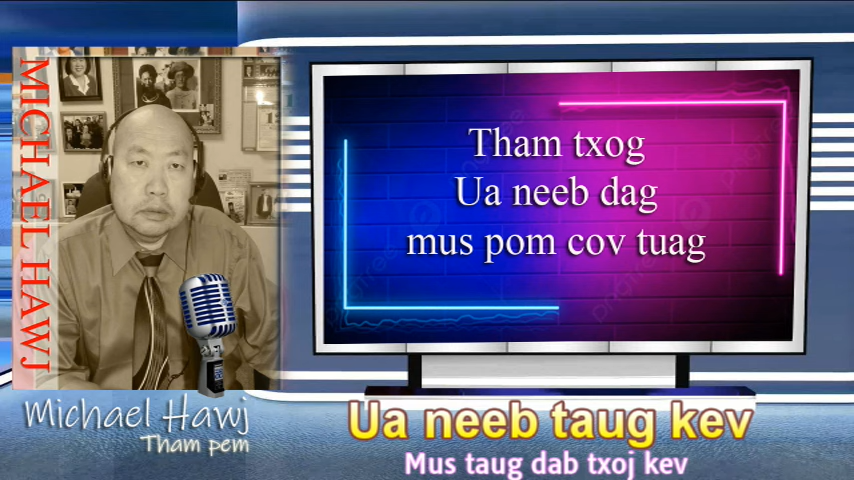 MICHAEL HAWJ
Tham txog
Ua neeb dag
mus pom cov tuag
Michael Hawj
Tham pem
Ua neeb taug kev
Mus taug dab txoj kev